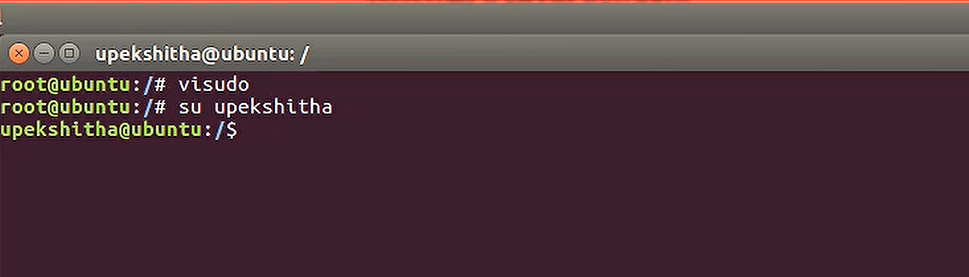 upekshitha@ubuntu: /
root@ubuntu:/# visudo
root@ubuntu:/# su upekshitha
upekshitha@ubuntu:/$